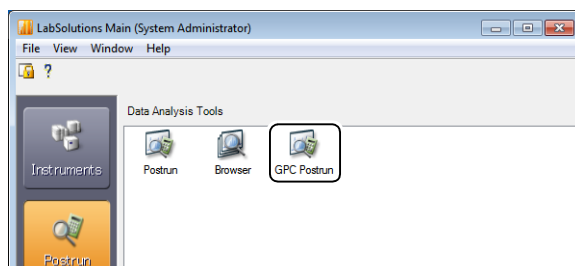 LabSolutions Main (System Administrator)
File View Window Help
?
Data Analysis Tools
Instruments
Postrun Browser GPC Postrun
Postrun